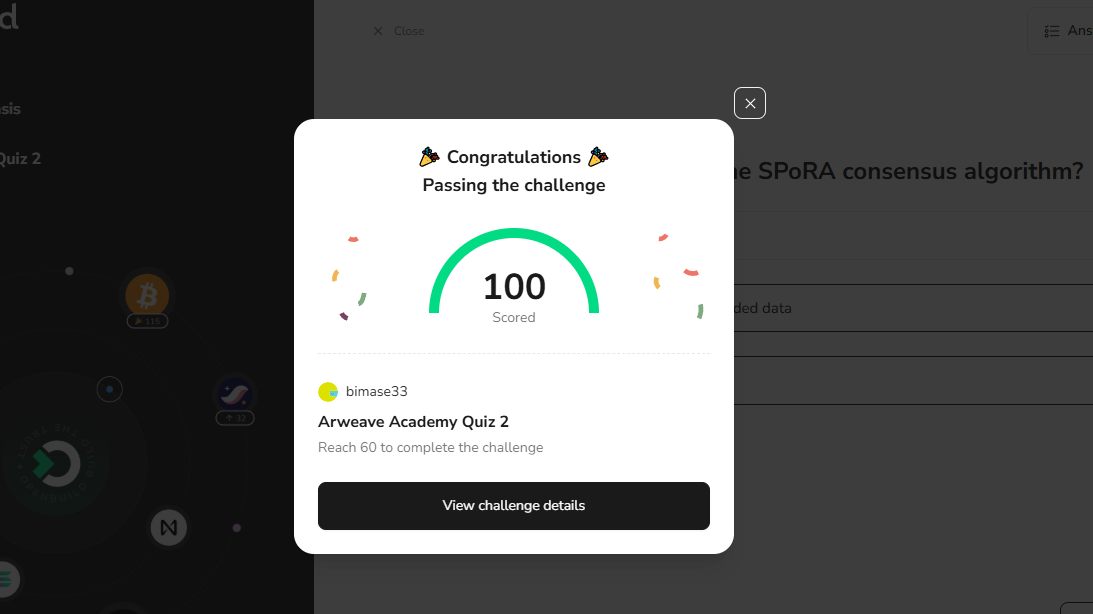 d
Close
Ans
sis
Quiz 2
Congratulations
Passing the challenge
ne SPoRA consensus algorithm?
100
Scored
ded data
115
32
bimase33
Arweave Academy Quiz 2
Reach 60 to complete the challenge
View challenge details